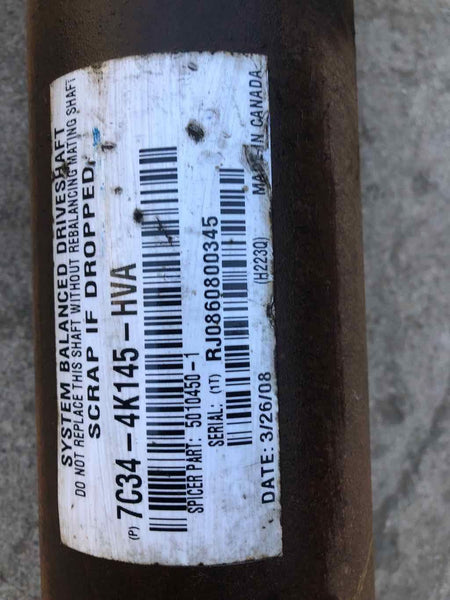 SYSTEM BALANCED DRIVESHAFT
DO NOT REPLACE THIS SHAFT WITHOUT REBALANCING MATING SHAFT
SCRAP IF DROPPED.
(P) 7C34-4K145-HVA
SPICER PART: 5010450-1
SERIAL: (1T) RJ0860800345
(H223Q)
DATE: 3/26/08 MADE IN CANADA